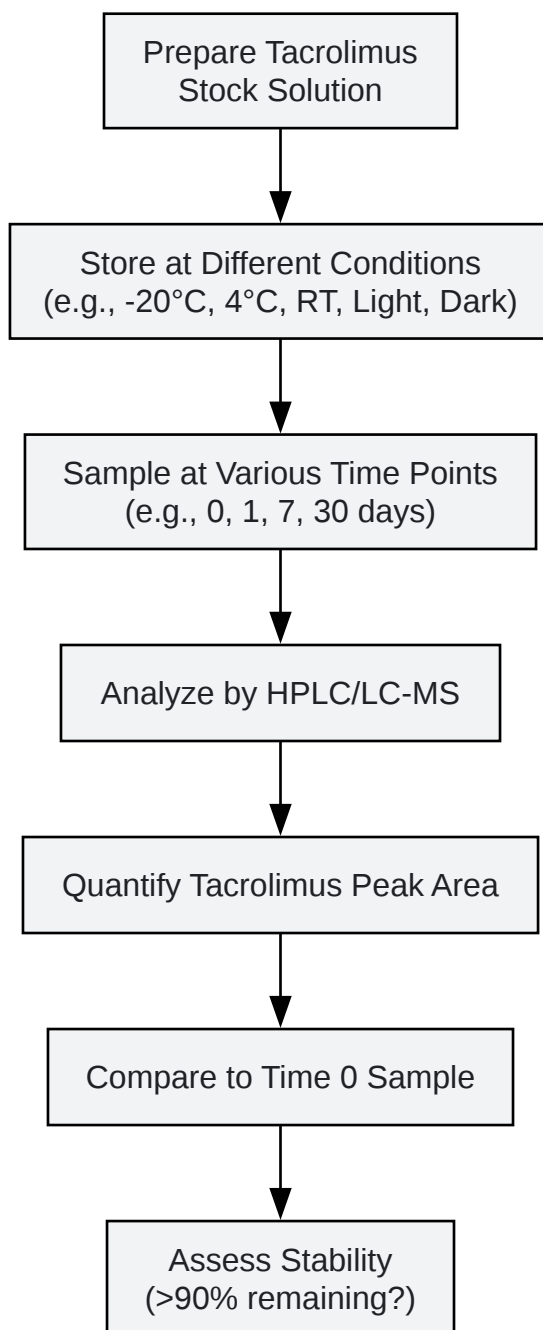 Prepare Tacrolimus
Stock Solution
Store at Different Conditions
(e.g., -20°C, 4°C, RT, Light, Dark)
Sample at Various Time Points
(e.g., 0, 1, 7, 30 days)
Analyze by HPLC/LC-MS
Quantify Tacrolimus Peak Area
Compare to Time 0 Sample
Assess Stability
(>90% remaining?)